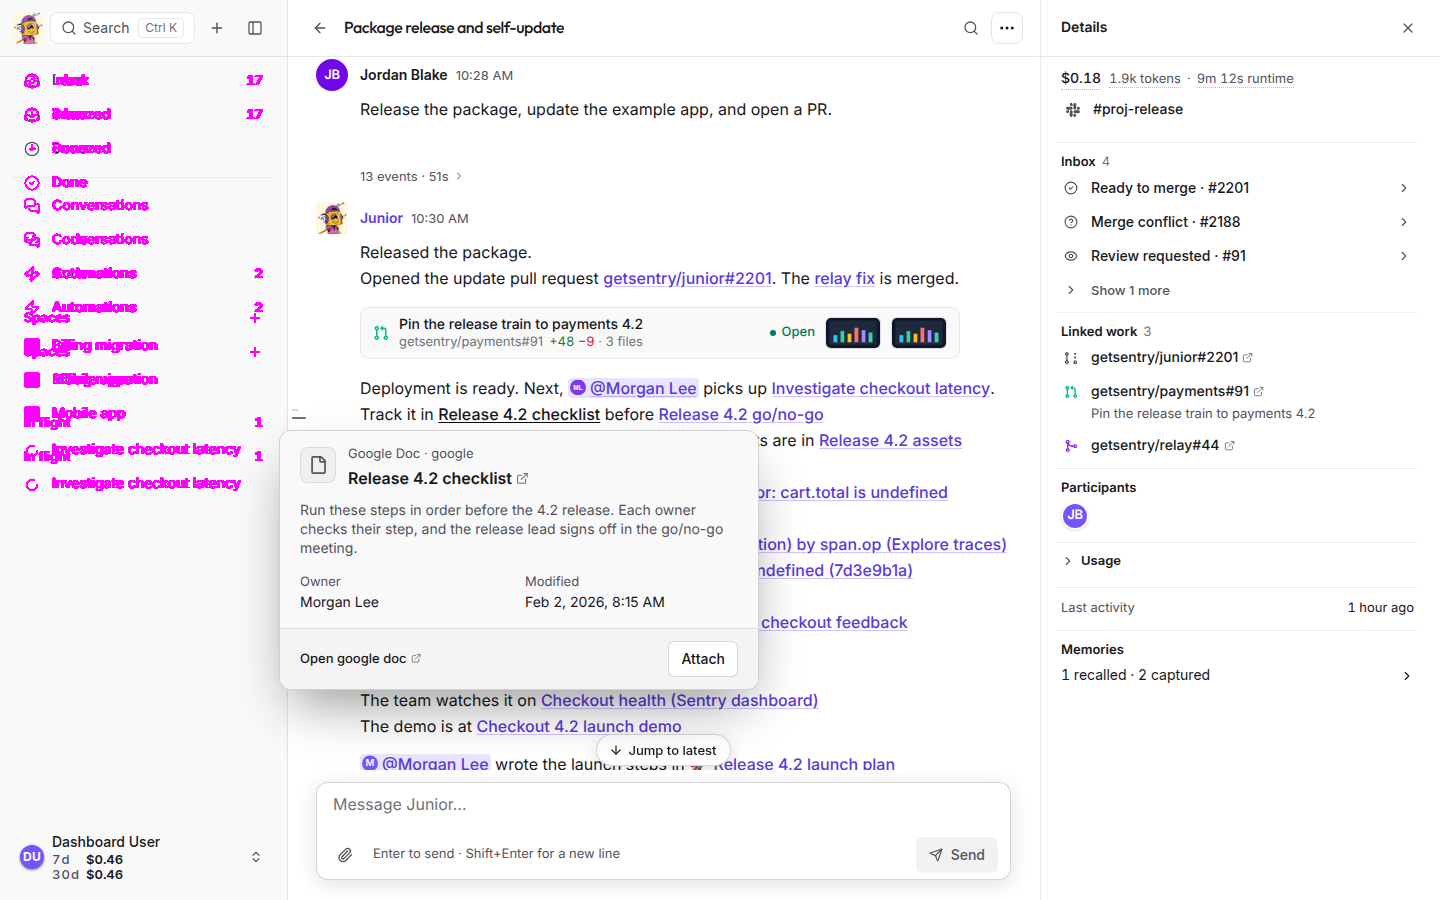 Search Ctrl K
17
17
Done
Conversations
2
Automations 2
Spaces
Mobile app
1
Investigate checkout latency
1
Investigate checkout latency
DU Dashboard User
7d $0.46
30d $0.46
Package release and self-update
JB Jordan Blake 10:28 AM
Release the package, update the example app, and open a PR.
13 events · 51s
Junior 10:30 AM
Released the package.
Opened the update pull request getsentry/junior#2201. The relay fix is merged.
Pin the release train to payments 4.2
getsentry/payments#91 +48 −9 · 3 files
Open
Deployment is ready. Next, ML @Morgan Lee picks up Investigate checkout latency.
Track it in Release 4.2 checklist before Release 4.2 go/no-go
s are in Release 4.2 assets
or: cart.total is undefined
tion) by span.op (Explore traces)
ndefined (7d3e9b1a)
checkout feedback
Google Doc · google
Release 4.2 checklist
Run these steps in order before the 4.2 release. Each owner
checks their step, and the release lead signs off in the go/no-go
meeting.
Owner Modified
Morgan Lee Feb 2, 2026, 8:15 AM
Open google doc Attach
The team watches it on Checkout health (Sentry dashboard)
The demo is at Checkout 4.2 launch demo
Jump to latest
M @Morgan Lee wrote the launch steps in Release 4.2 launch plan
Message Junior...
Enter to send · Shift+Enter for a new line
Send
Details
$0.18 1.9k tokens · 9m 12s runtime
#proj-release
Inbox 4
Ready to merge · #2201
Merge conflict · #2188
Review requested · #91
Show 1 more
Linked work 3
getsentry/junior#2201
getsentry/payments#91
Pin the release train to payments 4.2
getsentry/relay#44
Participants
JB
Usage
Last activity 1 hour ago
Memories
1 recalled · 2 captured